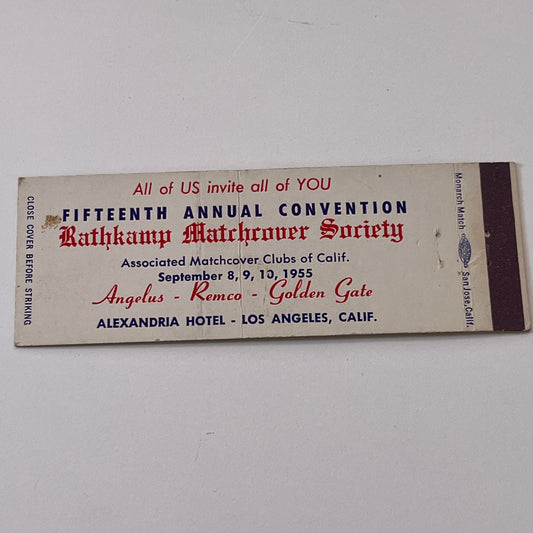 All of US invite all of YOU
FIFTEENTH ANNUAL CONVENTION
Rathkamp Matchcover Society
Associated Matchcover Clubs of Calif.
September 8, 9, 10, 1955
Angelus - Remco - Golden Gate
ALEXANDRIA HOTEL - LOS ANGELES, CALIF.
CLOSE COVER BEFORE STRIKING
Monarch Match San Jose, Calif.